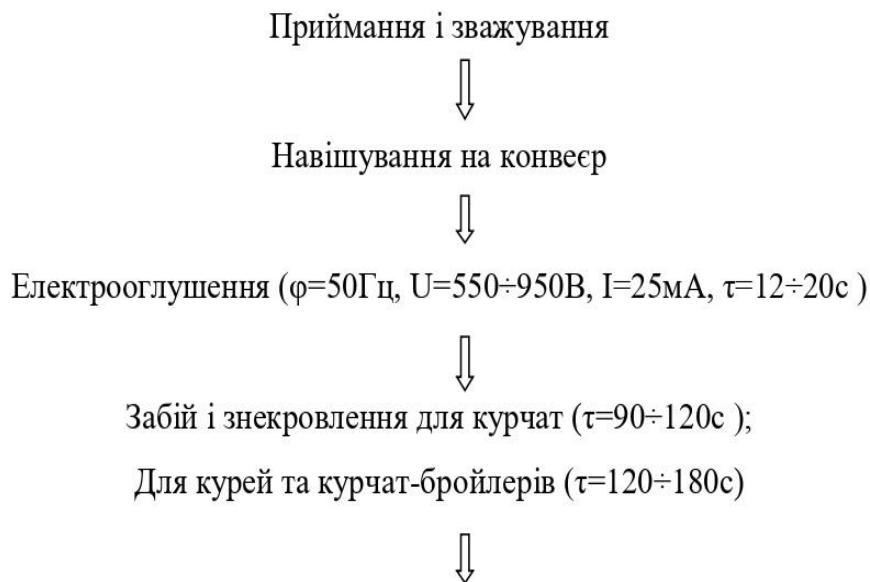 Приймання і зважування
Навішування на конвеєр
Електрооглушення (φ=50Гц, U=550÷950В, I=25мА, τ=12÷20с )
Забій і знекровлення для курчат (τ=90÷120с );
Для курей та курчат-бройлерів (τ=120÷180с)